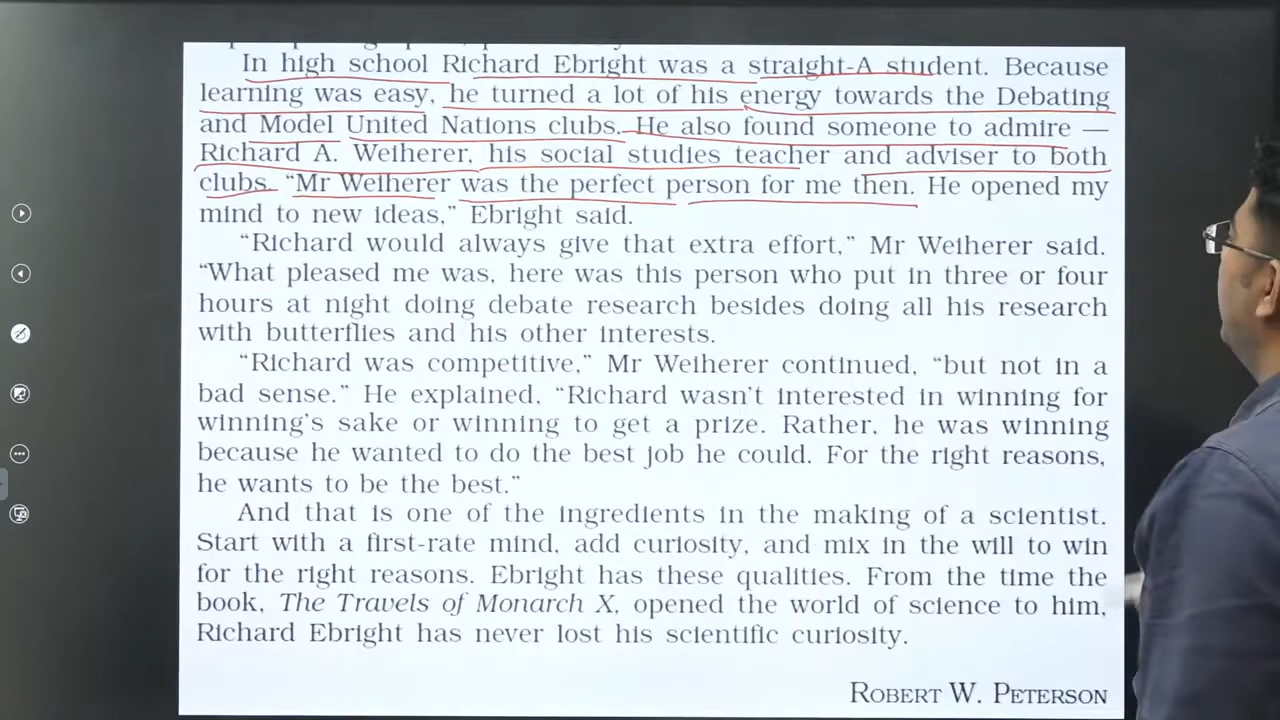 In high school Richard Ebright was a straight-A student. Because
learning was easy, he turned a lot of his energy towards the Debating
and Model United Nations clubs. He also found someone to admire —
Richard A. Weiherer, his social studies teacher and adviser to both
clubs. “Mr Weiherer was the perfect person for me then. He opened my
mind to new ideas,” Ebright said.
“Richard would always give that extra effort,” Mr Weiherer said.
“What pleased me was, here was this person who put in three or four
hours at night doing debate research besides doing all his research
with butterflies and his other interests.
“Richard was competitive,” Mr Weiherer continued, “but not in a
bad sense.” He explained, “Richard wasn't interested in winning for
winning's sake or winning to get a prize. Rather, he was winning
because he wanted to do the best job he could. For the right reasons,
he wants to be the best.”
And that is one of the ingredients in the making of a scientist.
Start with a first-rate mind, add curiosity, and mix in the will to win
for the right reasons. Ebright has these qualities. From the time the
book, The Travels of Monarch X, opened the world of science to him,
Richard Ebright has never lost his scientific curiosity.
ROBERT W. PETERSON